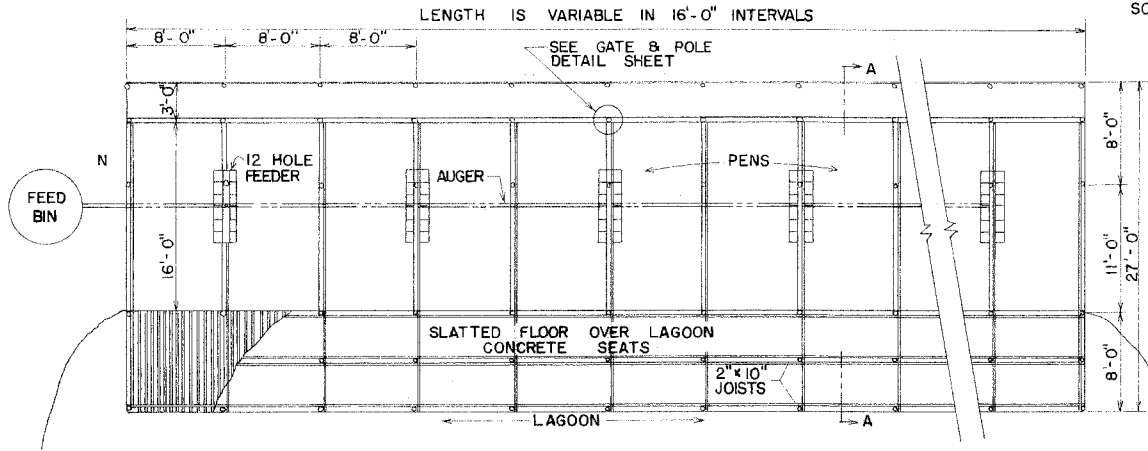 LENGTH IS VARIABLE IN 16'-0" INTERVALS
SC
8'-0"
8'-0"
8'-0"
SEE GATE & POLE
DETAIL SHEET
A
3'-0"
8'-0"
N
12 HOLE
FEEDER
PENS
AUGER
FEED
BIN
16'-0"
11'-0"
27'-0"
SLATTED FLOOR OVER LAGOON
CONCRETE SEATS
2"x10"
JOISTS
8'-0"
LAGOON
A